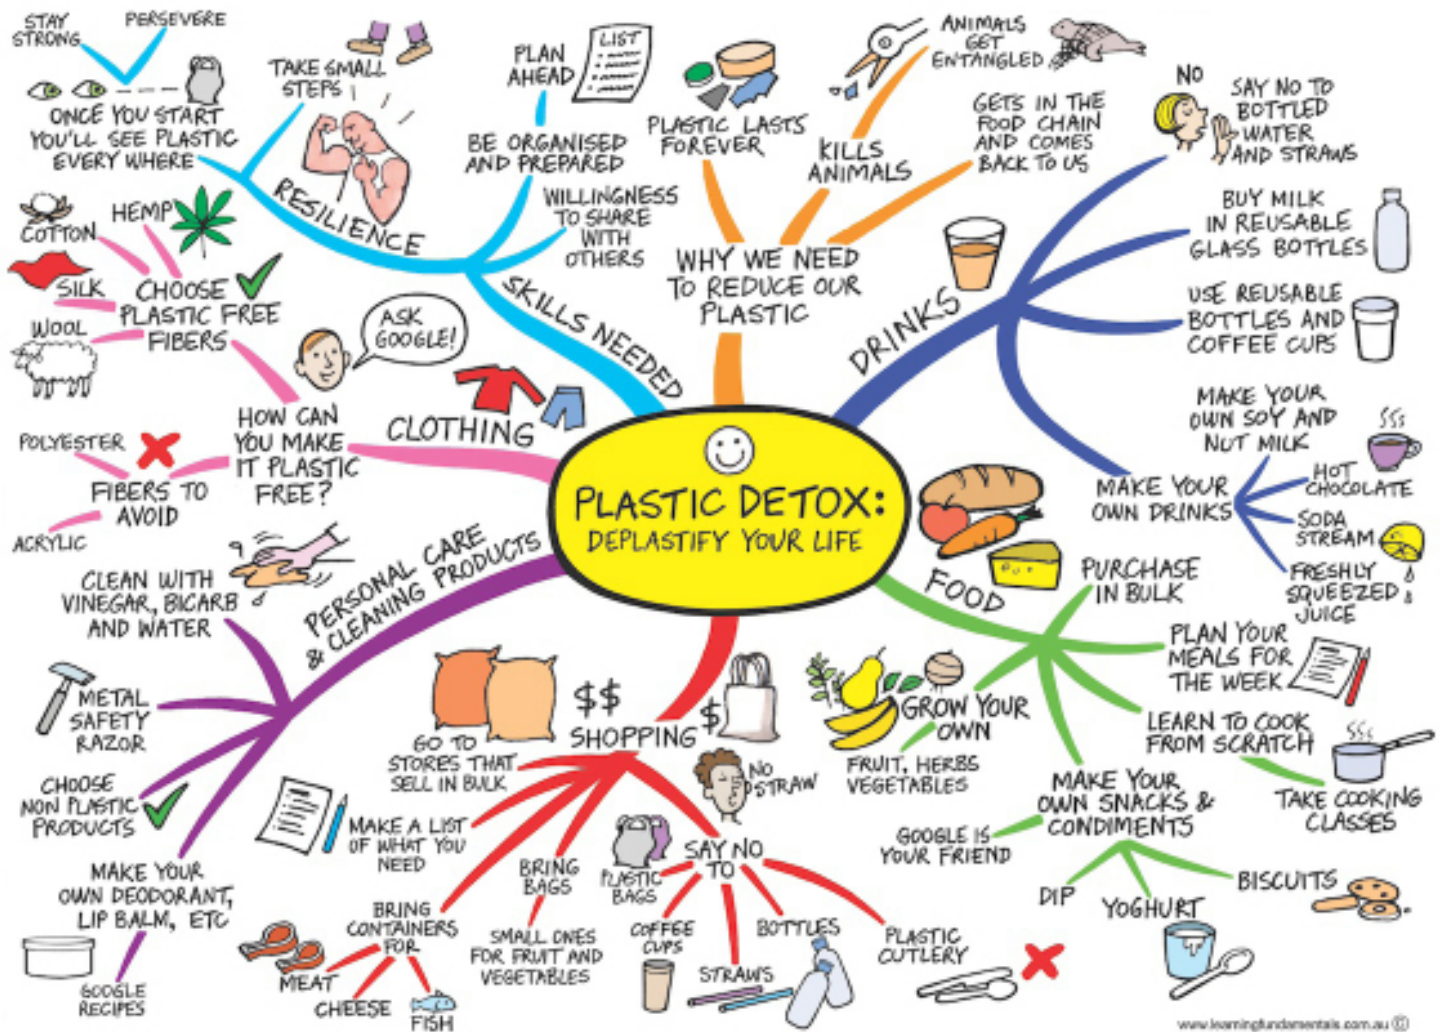 STAY
STRONG
PERSEVERE
ONCE YOU START
YOU'LL SEE PLASTIC
EVERY WHERE
TAKE SMALL
STEPS
RESILIENCE
PLAN
AHEAD
LIST
BE ORGANISED
AND PREPARED
WILLINGNESS
TO SHARE
WITH
OTHERS
SKILLS NEEDED
PLASTIC LASTS
FOREVER
KILLS
ANIMALS
ANIMALS
GET
ENTANGLED
GETS IN THE
FOOD CHAIN
AND COMES
BACK TO US
WHY WE NEED
TO REDUCE OUR
PLASTIC
DRINKS
NO
SAY NO TO
BOTTLED
WATER
AND STRAWS
BUY MILK
IN REUSABLE
GLASS BOTTLES
USE REUSABLE
BOTTLES AND
COFFEE CUPS
MAKE YOUR
OWN DRINKS
MAKE YOUR
OWN SOY AND
NUT MILK
HOT
CHOCOLATE
SODA
STREAM
FRESHLY
SQUEEZED
JUICE
COTTON
HEMP
SILK
WOOL
CHOOSE
PLASTIC FREE
FIBERS
ASK
GOOGLE!
CLOTHING
HOW CAN
YOU MAKE
IT PLASTIC
FREE?
POLYESTER
FIBERS TO
AVOID
ACRYLIC
PLASTIC DETOX:
DEPLASTIFY YOUR LIFE
FOOD
PURCHASE
IN BULK
PLAN YOUR
MEALS FOR
THE WEEK
LEARN TO COOK
FROM SCRATCH
TAKE COOKING
CLASSES
GROW YOUR
OWN
FRUIT, HERBS
VEGETABLES
MAKE YOUR
OWN SNACKS &
CONDIMENTS
GOOGLE IS
YOUR FRIEND
DIP
YOGHURT
BISCUITS
PERSONAL CARE
& CLEANING PRODUCTS
CLEAN WITH
VINEGAR, BICARB
AND WATER
METAL
SAFETY
RAZOR
CHOOSE
NON PLASTIC
PRODUCTS
MAKE YOUR
OWN DEODORANT,
LIP BALM, ETC
GOOGLE
RECIPES
$$
$
SHOPPING
GO TO
STORES THAT
SELL IN BULK
MAKE A LIST
OF WHAT YOU
NEED
BRING
CONTAINERS
FOR
MEAT
CHEESE
FISH
BRING
BAGS
SMALL ONES
FOR FRUIT AND
VEGETABLES
NO
STRAW
SAY NO
TO
PLASTIC
BAGS
COFFEE
CUPS
STRAWS
BOTTLES
PLASTIC
CUTLERY
www.learningfundamentals.com.au ©